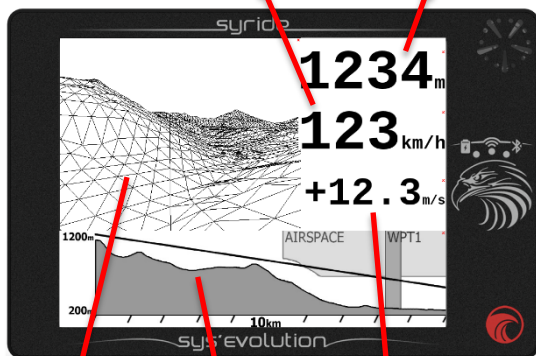 syride
1234m
123km/h
+12.3m/s
1200m
AIRSPACE
WPT1
200m
10km
sys'evolution